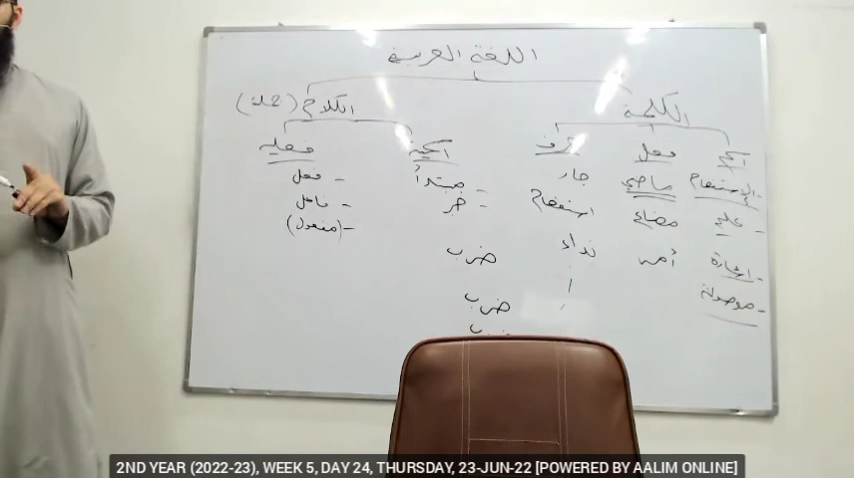 اللغة العربية
الكلمة الكلام (جملة)
اسم فعل حرف اسمية فعلية
- الإستفهام ماضي جار - مبتدأ - فعل
- علم مضارع استفهام - خبر - فاعل
- إشارة أمر نداء ضرب - (مفعول)
- موصولة ضرب
2ND YEAR (2022-23), WEEK 5, DAY 24, THURSDAY, 23-JUN-22 [POWERED BY AALIM ONLINE]